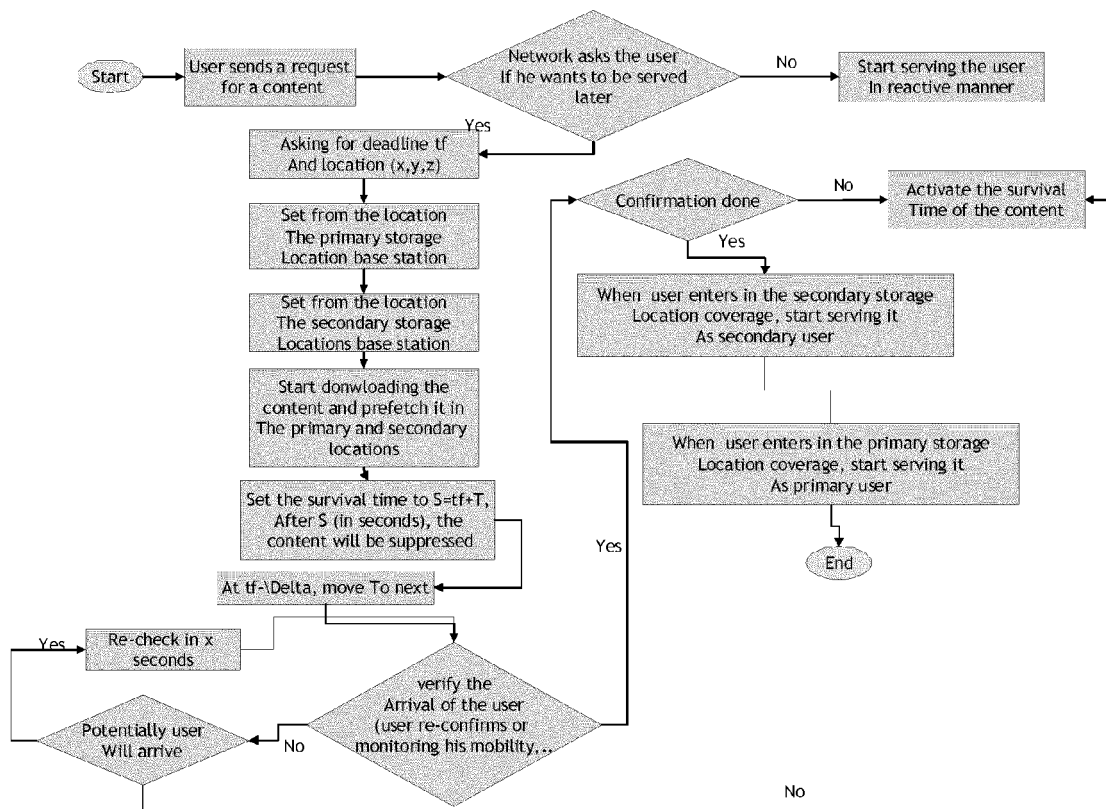 Start
User sends a request
for a content
Network asks the user
If he wants to be served
later
No
Start serving the user
In reactive manner
Yes
Asking for deadline tf
And location (x,y,z)
Set from the location
The primary storage
Location base station
Set from the location
The secondary storage
Locations base station
Start donwloading the
content and prefetch it in
The primary and secondary
locations
Set the survival time to S=tf+T,
After S (in seconds), the
content will be suppressed
At tf-\Delta, move To next
verify the
Arrival of the user
(user re-confirms or
monitoring his mobility,..
No
Potentially user
Will arrive
Yes
Re-check in x
seconds
Yes
Confirmation done
No
Activate the survival
Time of the content
Yes
When user enters in the secondary storage
Location coverage, start serving it
As secondary user
When user enters in the primary storage
Location coverage, start serving it
As primary user
End
No